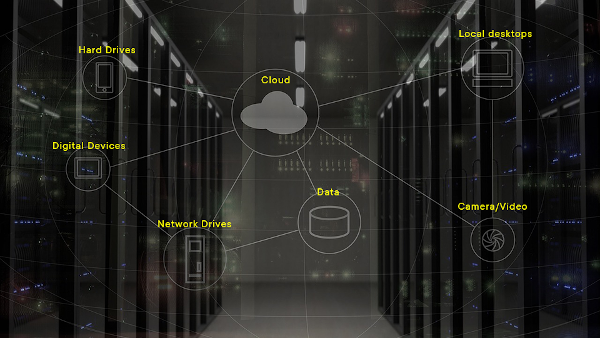 Local desktops
Hard Drives
Cloud
Digital Devices
Data
Camera/Video
Network Drives